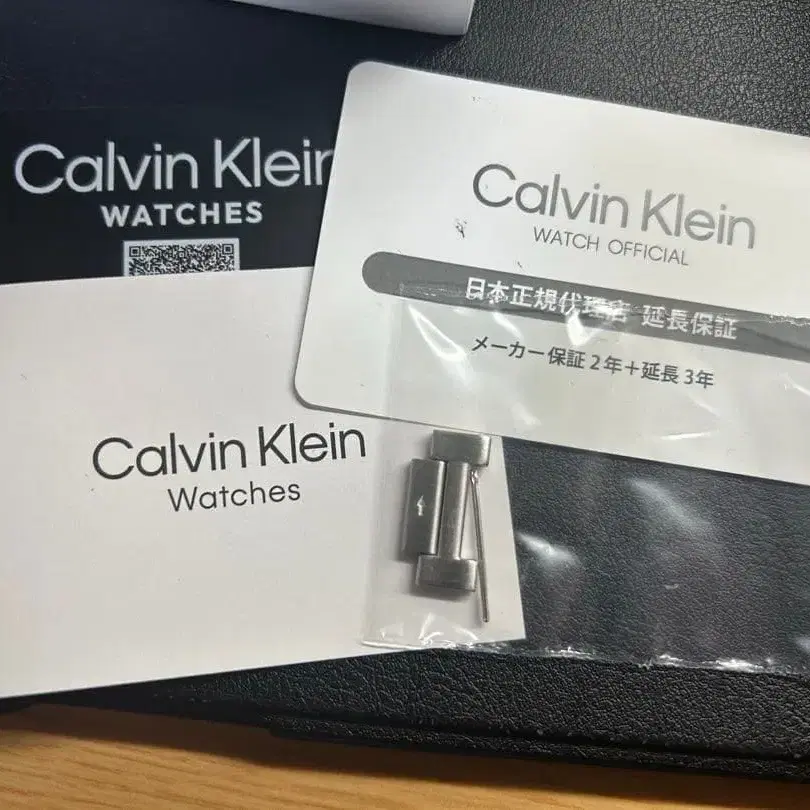 Calvin Klein
WATCHES
Calvin Klein
WATCH OFFICIAL
日本正規代理店 延長保証
メーカー保証2年+延長3年
Calvin Klein
Watches